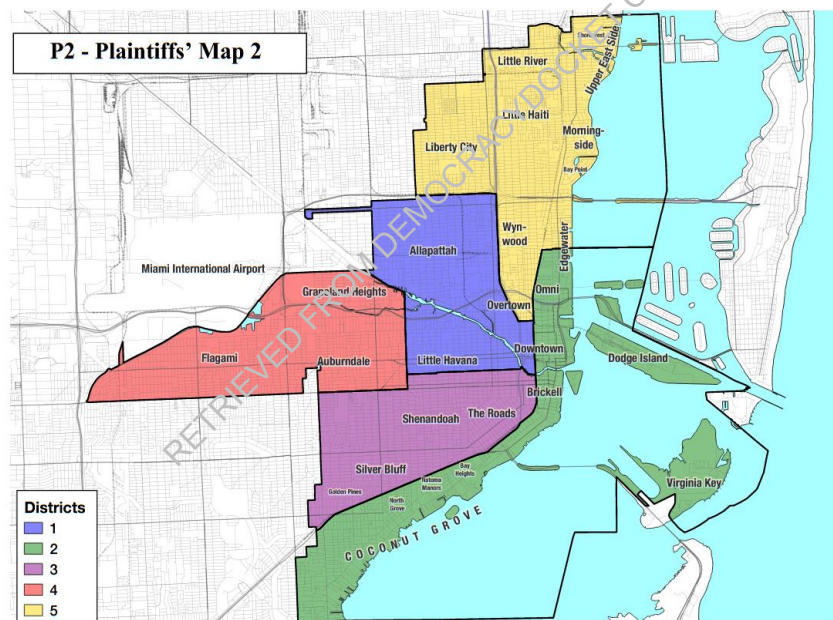 P2 - Plaintiffs' Map 2
Shorecrest
Upper East Side
Little River
Little Haiti
Morning-
side
Liberty City
Bay Point
Wyn-
wood
Edgewater
Allapattah
Miami International Airport
Grapeland Heights
Omni
Overtown
Downtown
Dodge Island
Flagami
Auburndale
Little Havana
Brickell
Shenandoah
The Roads
Silver Bluff
Bay
Heights
Natoma
Manors
Golden Pines
North
Grove
Virginia Key
COCONUT GROVE
Districts
1
2
3
4
5
RETRIEVED FROM DEMOCRACYDOCKET.C